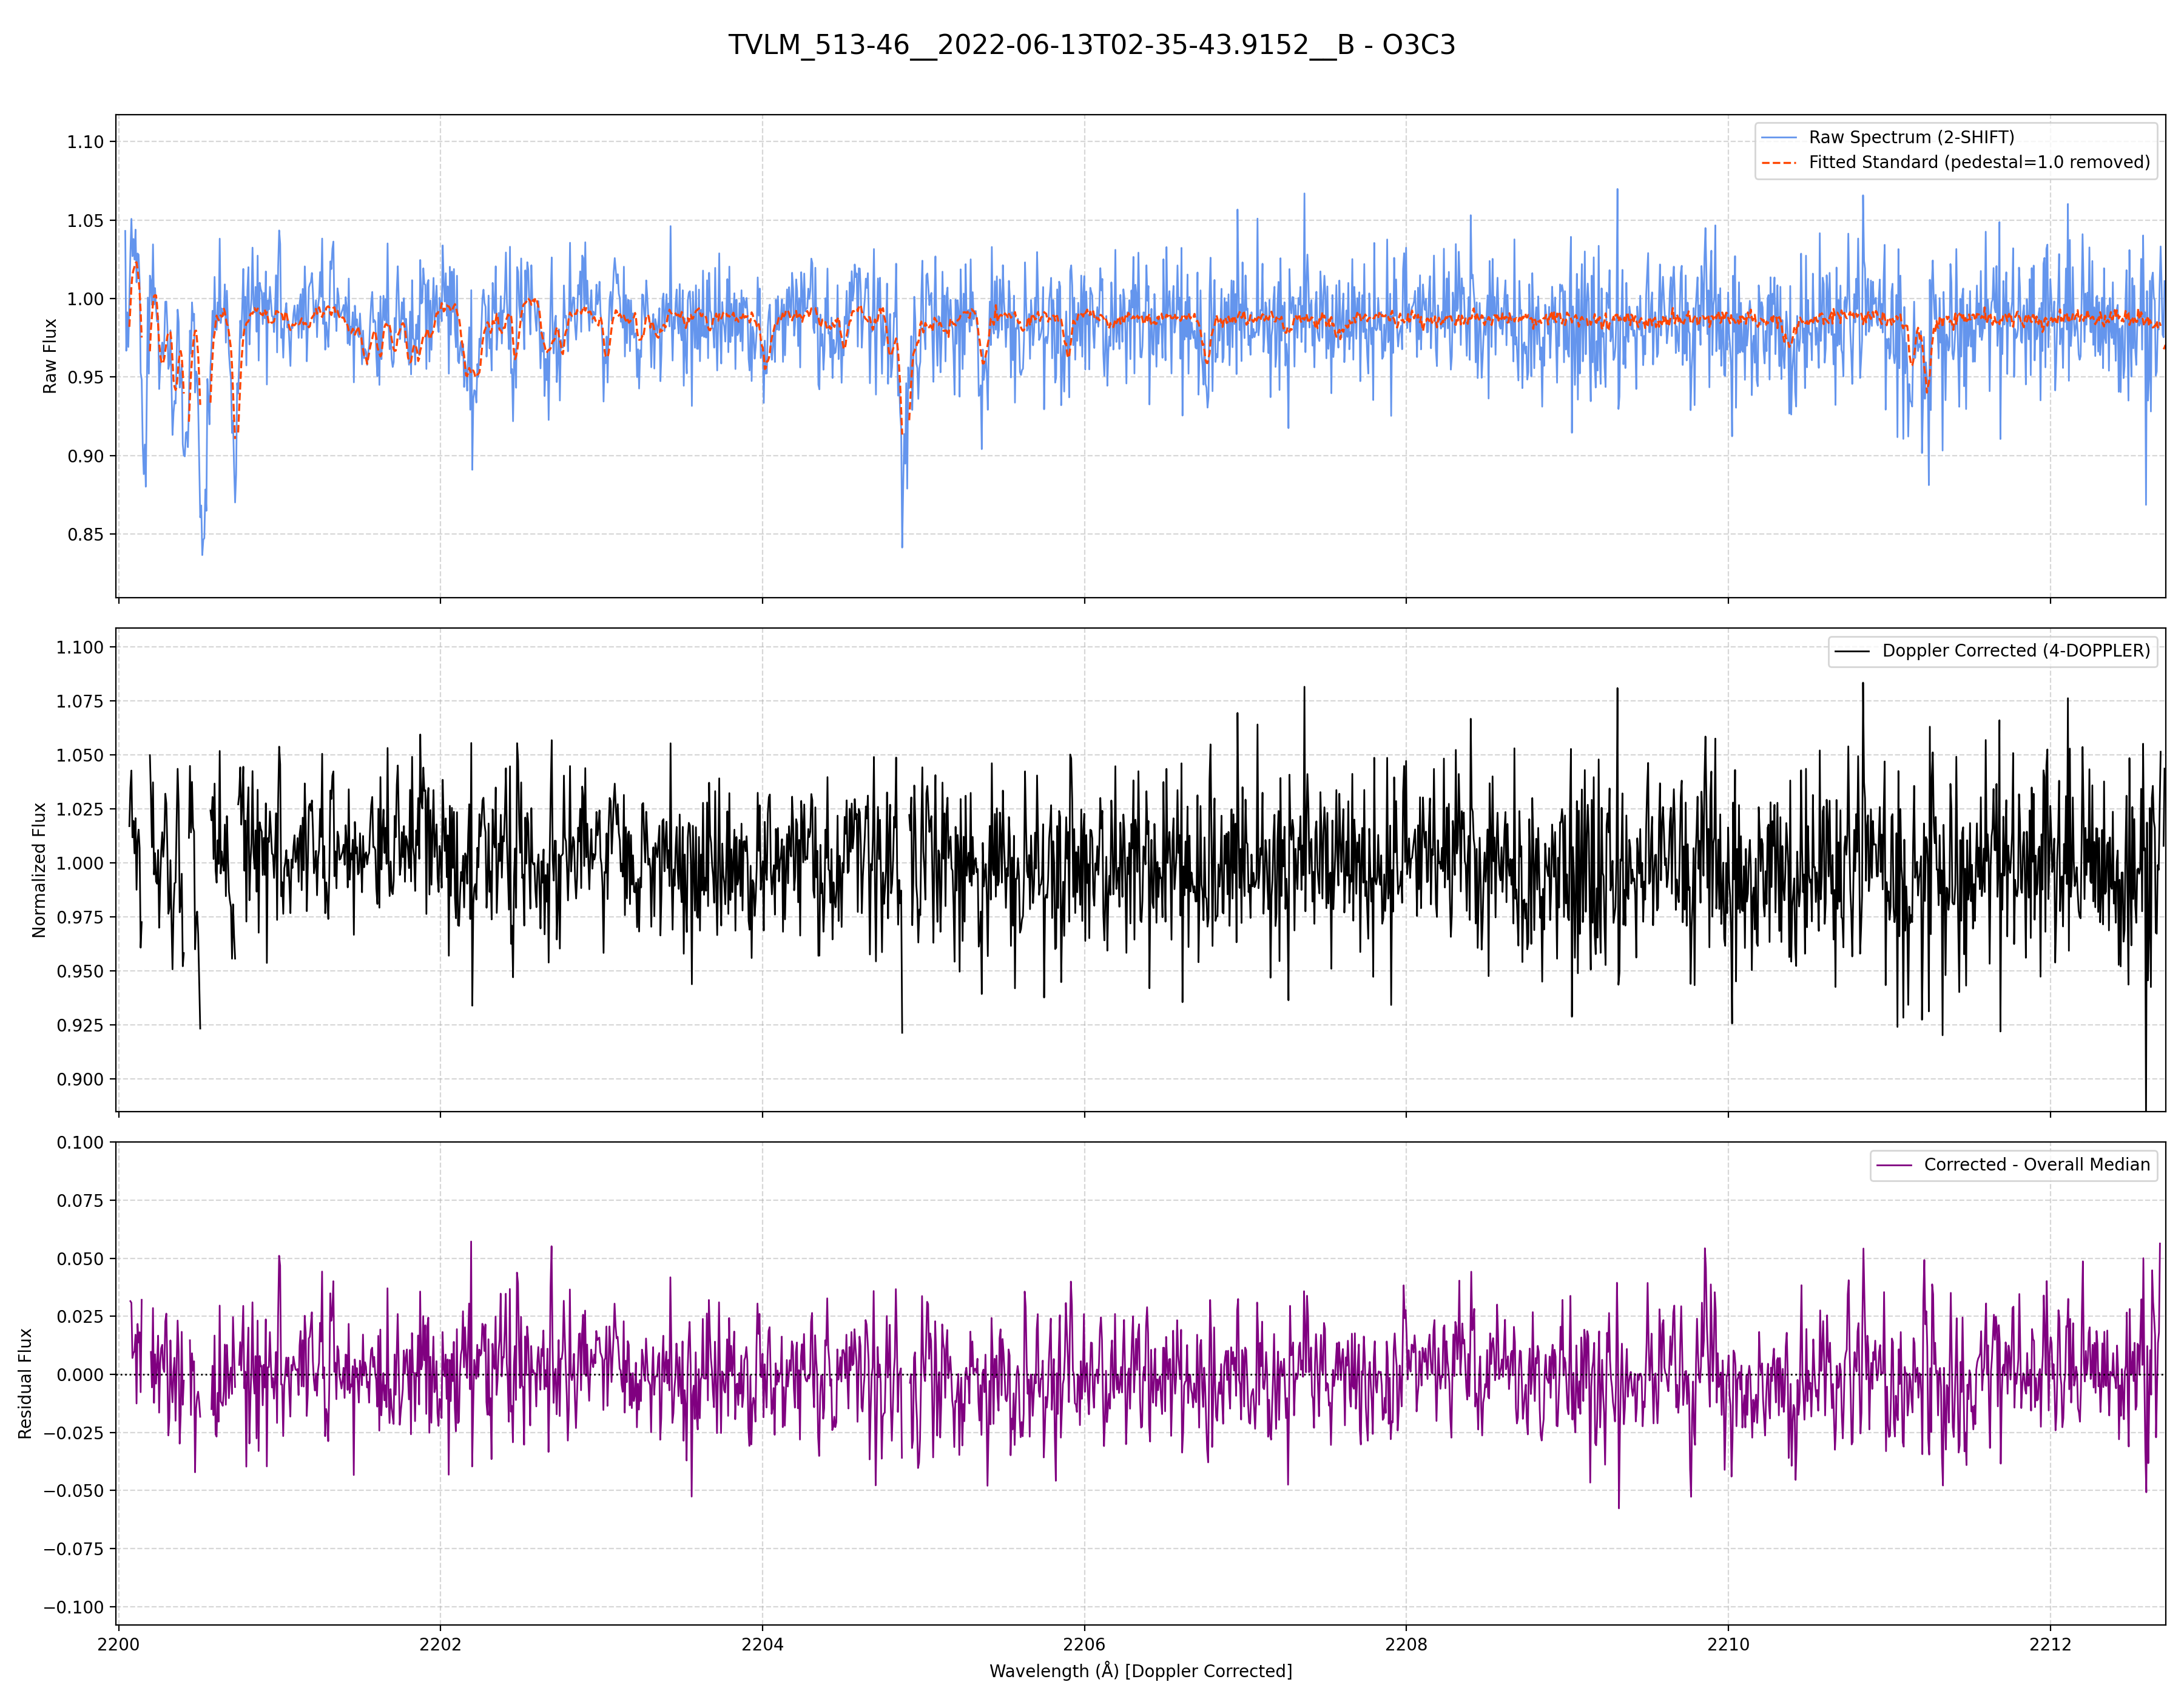 TVLM_513-46__2022-06-13T02-35-43.9152__B - O3C3
Raw Flux
1.10
1.05
1.00
0.95
0.90
0.85
Raw Spectrum (2-SHIFT)
Fitted Standard (pedestal=1.0 removed)
Normalized Flux
1.100
1.075
1.050
1.025
1.000
0.975
0.950
0.925
0.900
Doppler Corrected (4-DOPPLER)
Residual Flux
0.100
0.075
0.050
0.025
0.000
−0.025
−0.050
−0.075
−0.100
Corrected - Overall Median
2200 2202 2204 2206 2208 2210 2212
Wavelength (Å) [Doppler Corrected]